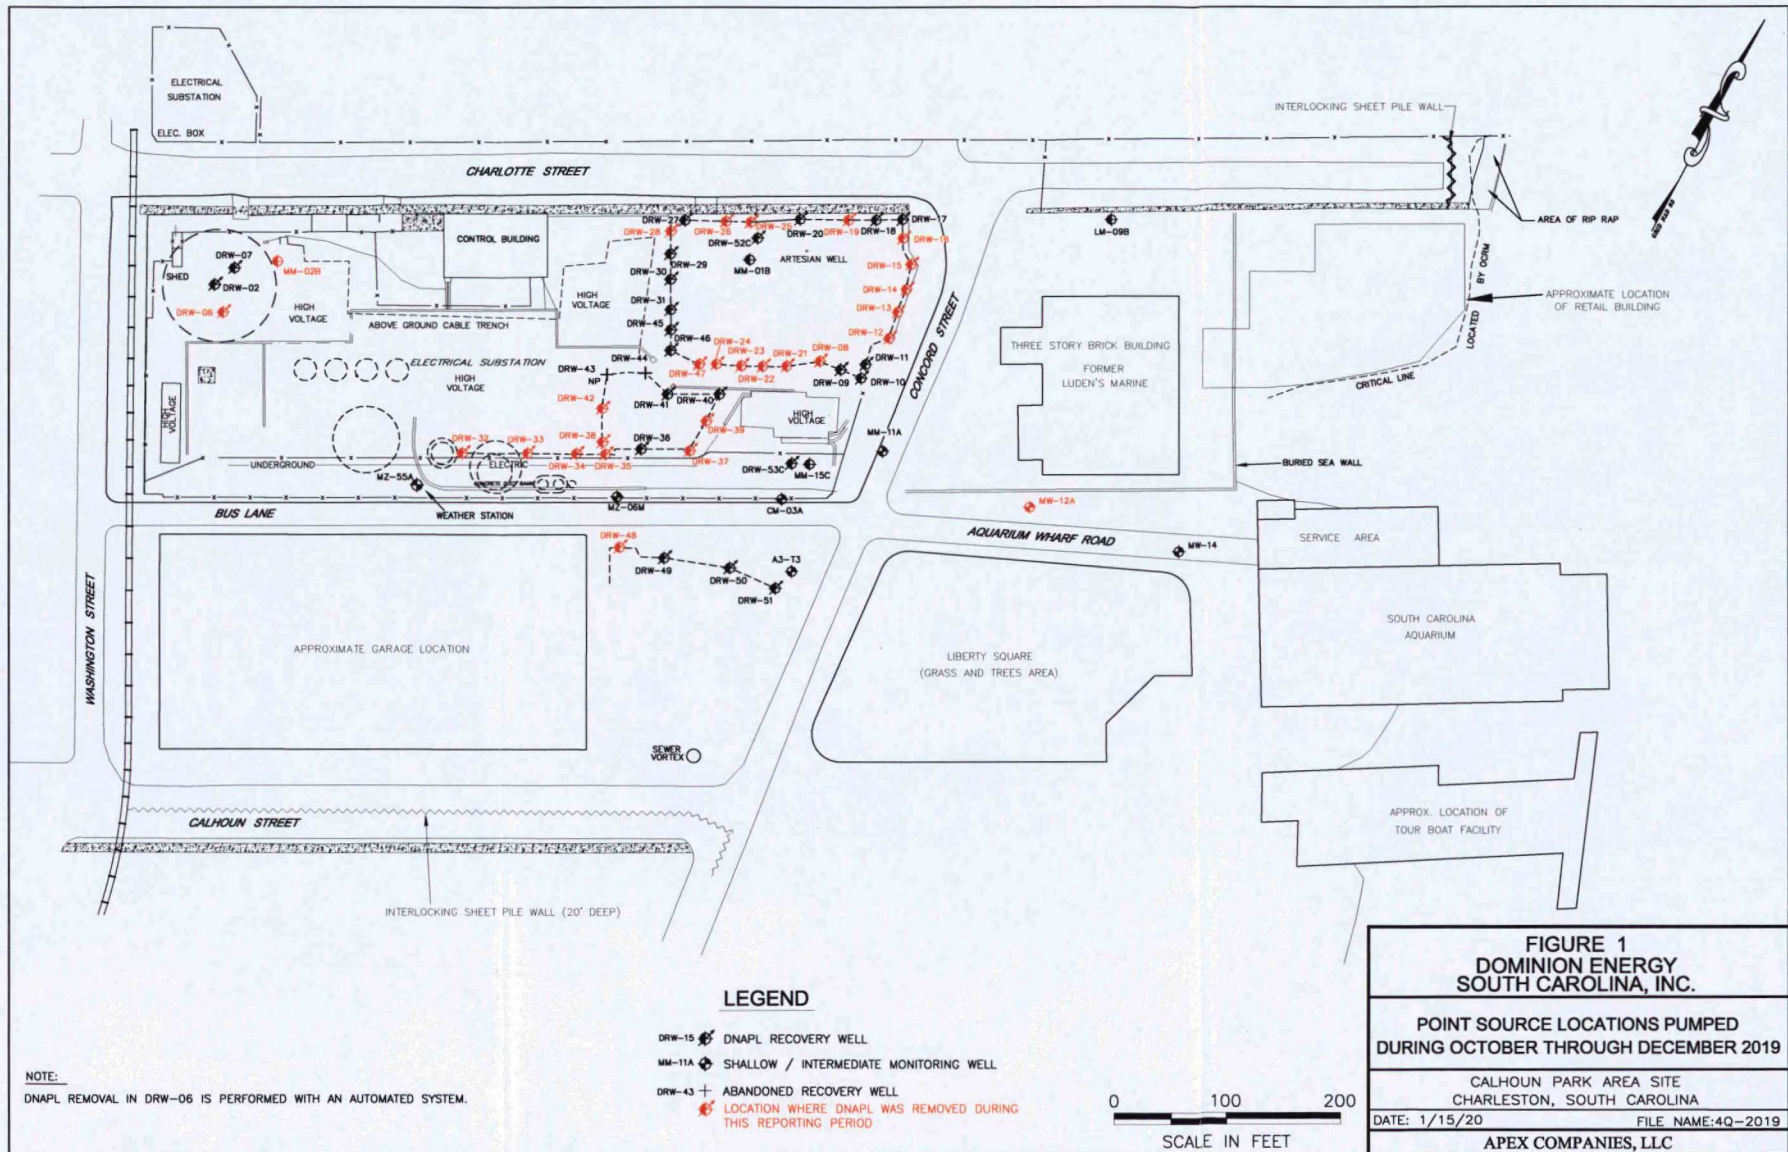 ELECTRICAL
SUBSTATION
ELEC. BOX
INTERLOCKING SHEET PILE WALL
CHARLOTTE STREET
AREA OF RIP RAP
CONTROL BUILDING
DRW-27
DRW-28
DRW-26
DRW-25
DRW-52C
DRW-20
DRW-19
DRW-18
DRW-17
DRW-16
LM-09B
SHED
DRW-07
MM-02B
DRW-02
DRW-06
DRW-29
DRW-30
MM-01B
ARTESIAN WELL
DRW-15
LOCATED BY OCRM
APPROXIMATE LOCATION
OF RETAIL BUILDING
HIGH
VOLTAGE
HIGH
VOLTAGE
DRW-31
DRW-14
DRW-13
ABOVE GROUND CABLE TRENCH
DRW-45
DRW-46
DRW-12
CONCORD STREET
THREE STORY BRICK BUILDING
FORMER
LUDEN'S MARINE
ELECTRICAL SUBSTATION
HIGH
VOLTAGE
DRW-44
DRW-43
NP
DRW-47
DRW-24
DRW-23
DRW-22
DRW-21
DRW-08
DRW-09
DRW-11
DRW-10
CRITICAL LINE
HIGH
VOLTAGE
DRW-42
DRW-41
DRW-40
HIGH
VOLTAGE
DRW-39
DRW-32
DRW-33
DRW-38
DRW-36
DRW-34
DRW-35
DRW-37
DRW-53C
MM-15C
MM-11A
BURIED SEA WALL
UNDERGROUND
ELECTRIC
CONCRETE DUCT BANK
MZ-55A
WEATHER STATION
MZ-06M
CM-03A
MW-12A
BUS LANE
AQUARIUM WHARF ROAD
MW-14
SERVICE AREA
DRW-48
DRW-49
DRW-50
A3-T3
DRW-51
WASHINGTON STREET
APPROXIMATE GARAGE LOCATION
LIBERTY SQUARE
(GRASS AND TREES AREA)
SOUTH CAROLINA
AQUARIUM
SEWER
VORTEX
CALHOUN STREET
APPROX. LOCATION OF
TOUR BOAT FACILITY
INTERLOCKING SHEET PILE WALL (20' DEEP)
LEGEND
DRW-15 DNAPL RECOVERY WELL
MM-11A SHALLOW / INTERMEDIATE MONITORING WELL
DRW-43 ABANDONED RECOVERY WELL
LOCATION WHERE DNAPL WAS REMOVED DURING
THIS REPORTING PERIOD
NOTE:
DNAPL REMOVAL IN DRW-06 IS PERFORMED WITH AN AUTOMATED SYSTEM.
0 100 200
SCALE IN FEET
FIGURE 1
DOMINION ENERGY
SOUTH CAROLINA, INC.
POINT SOURCE LOCATIONS PUMPED
DURING OCTOBER THROUGH DECEMBER 2019
CALHOUN PARK AREA SITE
CHARLESTON, SOUTH CAROLINA
DATE: 1/15/20 FILE NAME:4Q-2019
APEX COMPANIES, LLC